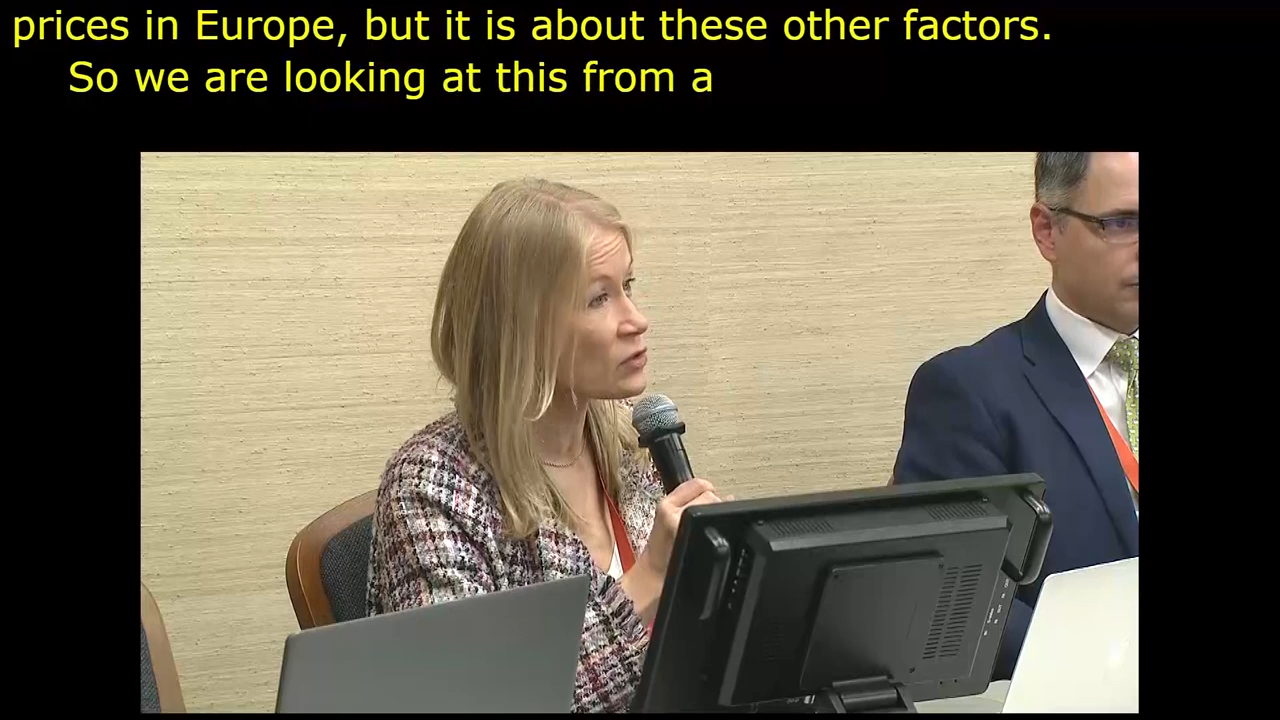 prices in Europe, but it is about these other factors.
So we are looking at this from a